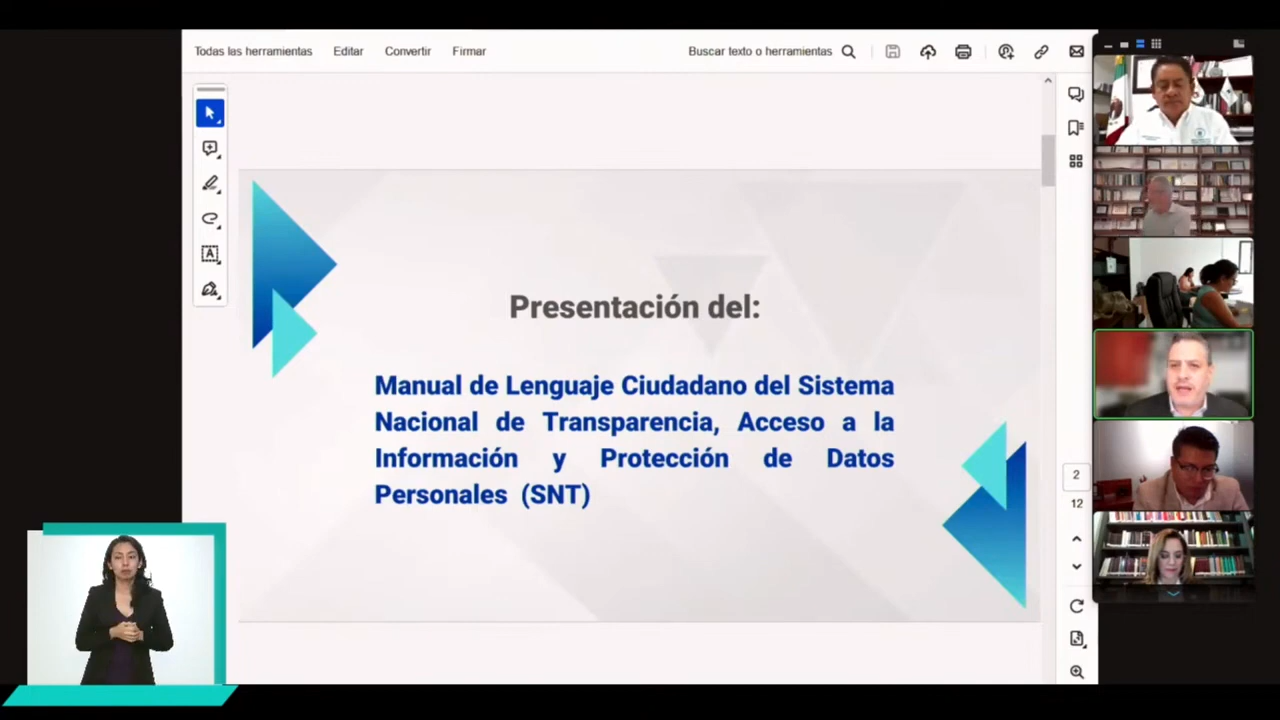 Todas las herramientas Editar Convertir Firmar Buscar texto o herramientas
Presentación del:
Manual de Lenguaje Ciudadano del Sistema
Nacional de Transparencia, Acceso a la
Información y Protección de Datos
Personales (SNT)
2
12